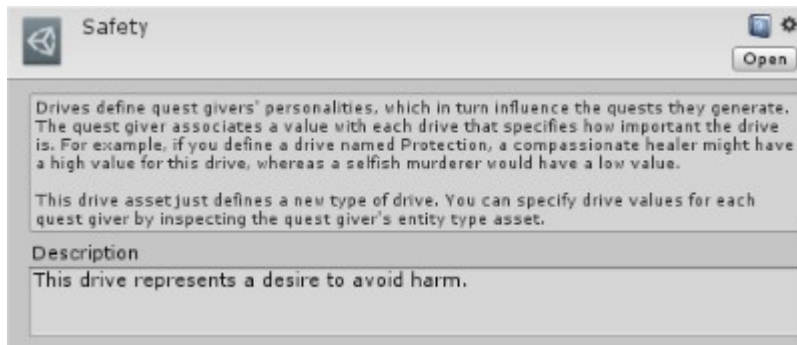 Safety
Open
Drives define quest givers' personalities, which in turn influence the quests they generate.
The quest giver associates a value with each drive that specifies how important the drive
is. For example, if you define a drive named Protection, a compassionate healer might have
a high value for this drive, whereas a selfish murderer would have a low value.
This drive asset just defines a new type of drive. You can specify drive values for each
quest giver by inspecting the quest giver's entity type asset.
Description
This drive represents a desire to avoid harm.